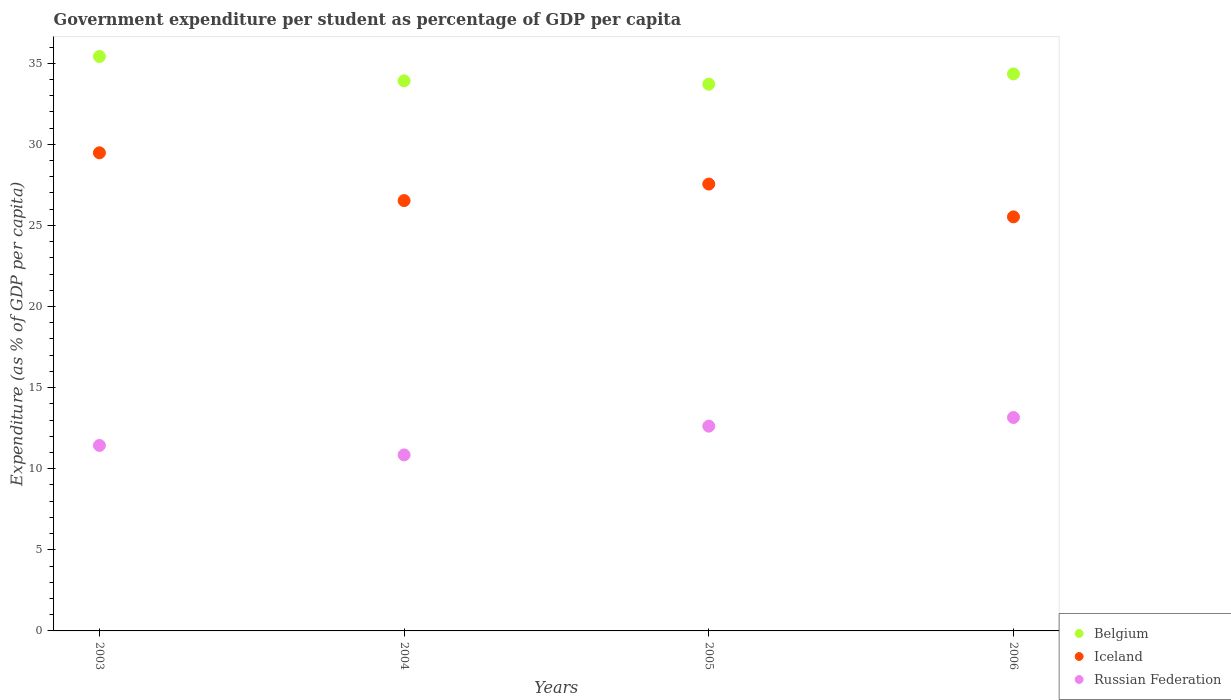 Government expenditure per student as percentage of GDP per capita
Expenditure (as % of GDP per capita)
35
30
25
20
15
10
5
0
2003
2004
2005
2006
Years
Belgium
Iceland
Russian Federation